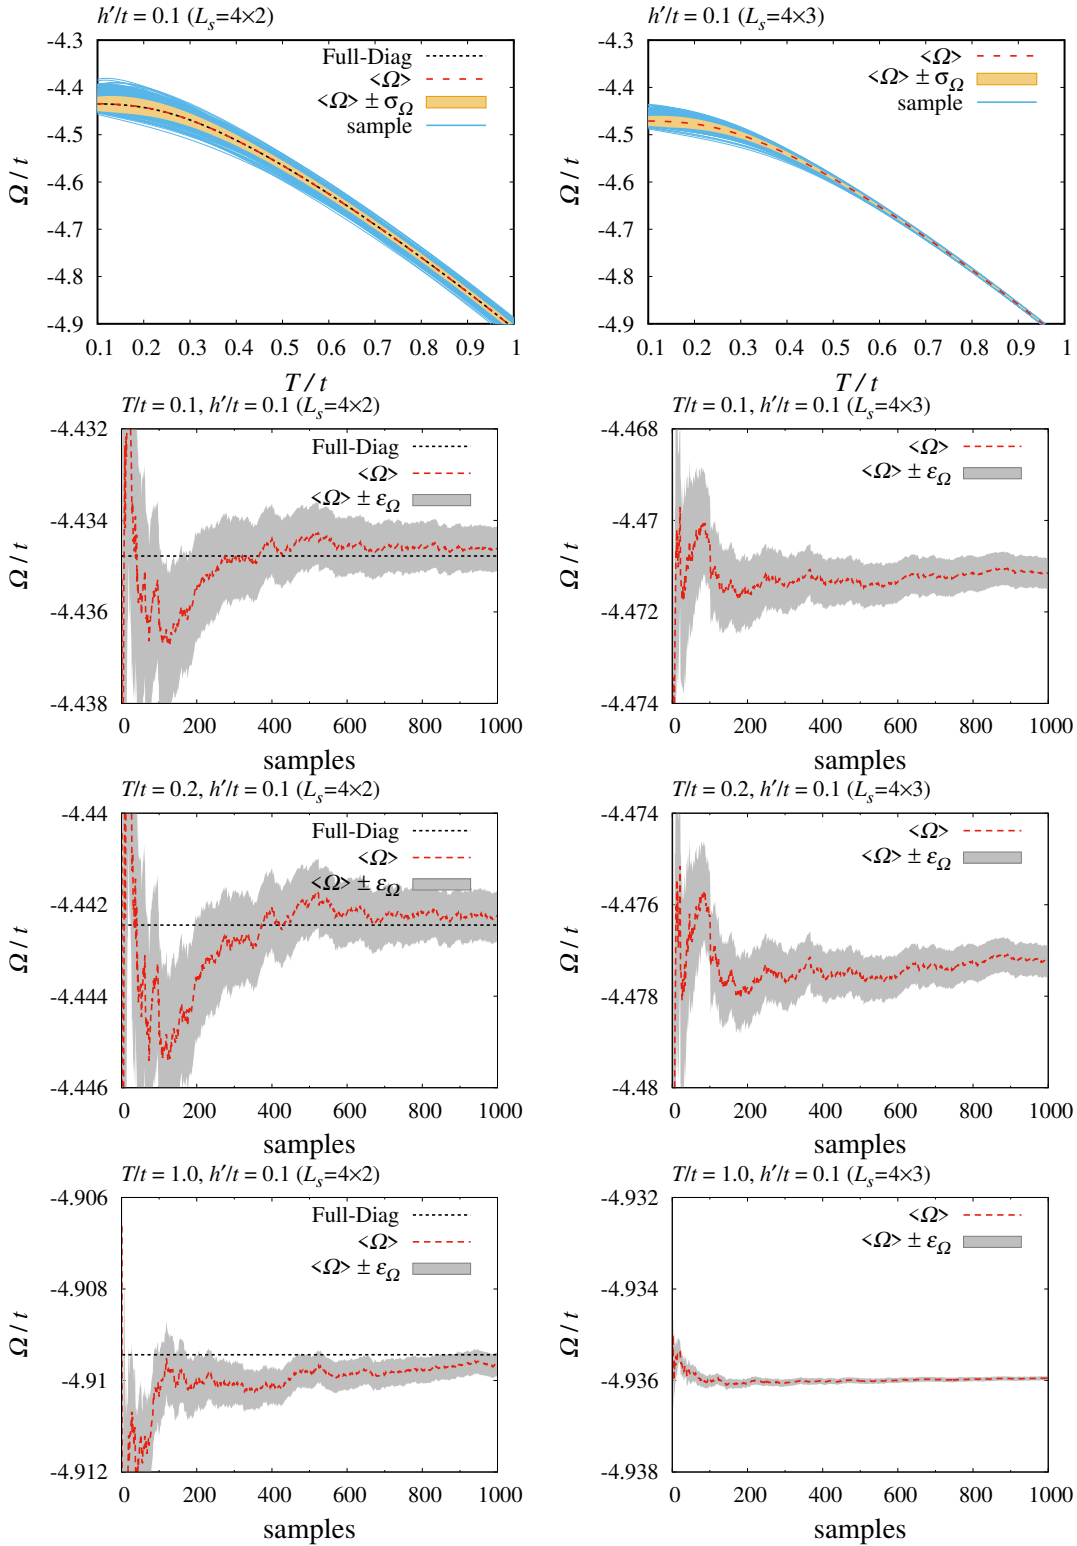 h′/t = 0.1 (Ls=4×2)
-4.3
-4.4
-4.5
-4.6
-4.7
-4.8
-4.9
Ω / t
Full-Diag
<Ω>
<Ω> ± σΩ
sample
0.1 0.2 0.3 0.4 0.5 0.6 0.7 0.8 0.9 1
T / t
h′/t = 0.1 (Ls=4×3)
-4.3
-4.4
-4.5
-4.6
-4.7
-4.8
-4.9
Ω / t
<Ω>
<Ω> ± σΩ
sample
0.1 0.2 0.3 0.4 0.5 0.6 0.7 0.8 0.9 1
T / t
T/t = 0.1, h′/t = 0.1 (Ls=4×2)
-4.432
-4.434
-4.436
-4.438
Ω / t
Full-Diag
<Ω>
<Ω> ± εΩ
0 200 400 600 800 1000
samples
T/t = 0.1, h′/t = 0.1 (Ls=4×3)
-4.468
-4.47
-4.472
-4.474
Ω / t
<Ω>
<Ω> ± εΩ
0 200 400 600 800 1000
samples
T/t = 0.2, h′/t = 0.1 (Ls=4×2)
-4.44
-4.442
-4.444
-4.446
Ω / t
Full-Diag
<Ω>
<Ω> ± εΩ
0 200 400 600 800 1000
samples
T/t = 0.2, h′/t = 0.1 (Ls=4×3)
-4.474
-4.476
-4.478
-4.48
Ω / t
<Ω>
<Ω> ± εΩ
0 200 400 600 800 1000
samples
T/t = 1.0, h′/t = 0.1 (Ls=4×2)
-4.906
-4.908
-4.91
-4.912
Ω / t
Full-Diag
<Ω>
<Ω> ± εΩ
0 200 400 600 800 1000
samples
T/t = 1.0, h′/t = 0.1 (Ls=4×3)
-4.932
-4.934
-4.936
-4.938
Ω / t
<Ω>
<Ω> ± εΩ
0 200 400 600 800 1000
samples